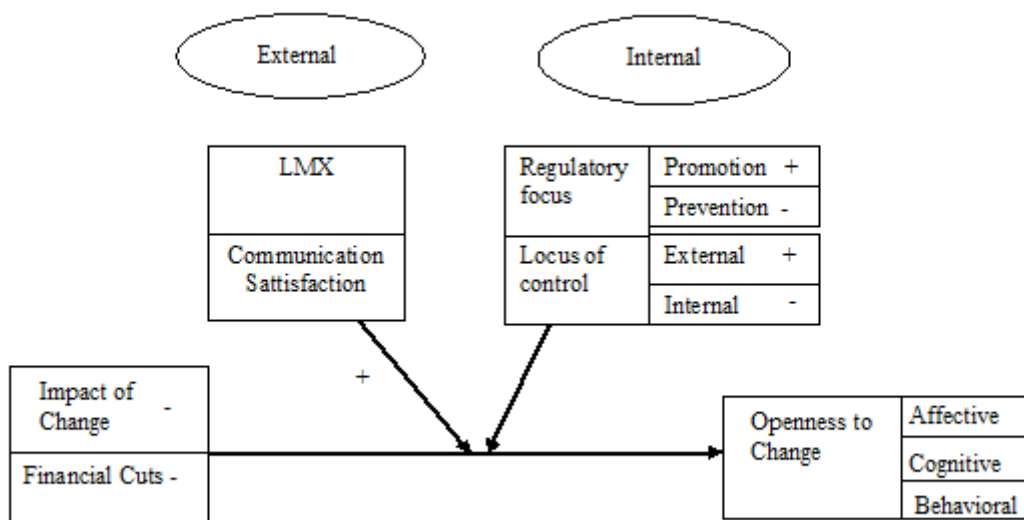 External
Internal
LMX
Communication
Sattisfaction
Regulatory
focus
Promotion +
Prevention -
Locus of
control
External +
Internal -
+
Impact of
Change -
Financial Cuts -
Openness to
Change
Affective
Cognitive
Behavioral